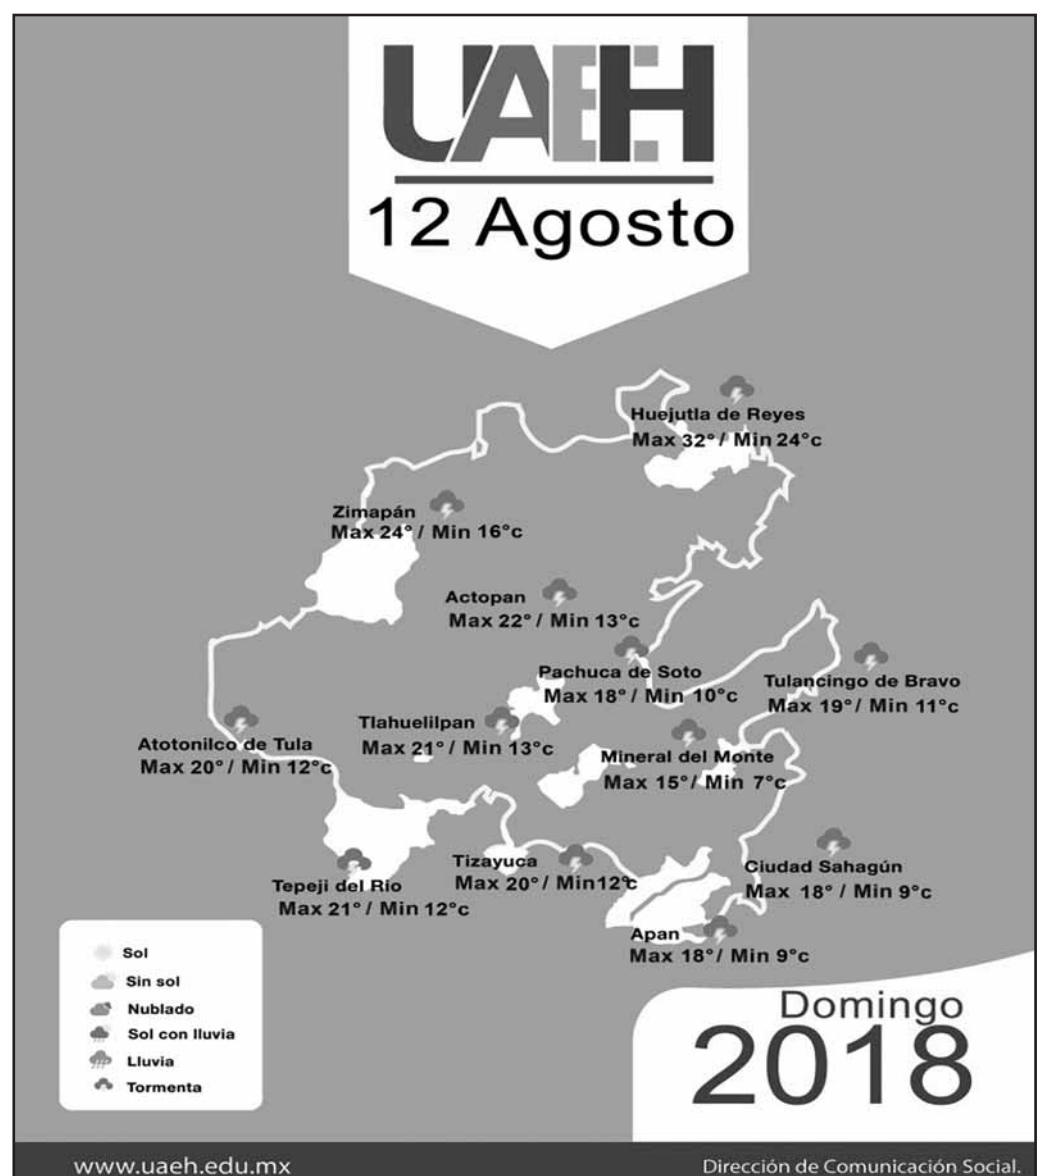 UAEH
12 Agosto
Huejutla de Reyes
Max 32° / Min 24°c
Zimapán
Max 24° / Min 16°c
Actopan
Max 22° / Min 13°c
Pachuca de Soto
Max 18° / Min 10°c
Tulancingo de Bravo
Max 19° / Min 11°c
Tlahuelilpan
Max 21° / Min 13°c
Atotonilco de Tula
Max 20° / Min 12°c
Mineral del Monte
Max 15° / Min 7°c
Tizayuca
Max 20° / Min12°c
Ciudad Sahagún
Max 18° / Min 9°c
Tepeji del Río
Max 21° / Min 12°c
Apan
Max 18° / Min 9°c
Sol
Sin sol
Nublado
Sol con lluvia
Lluvia
Tormenta
Domingo
2018
www.uaeh.edu.mx
Dirección de Comunicación Social.